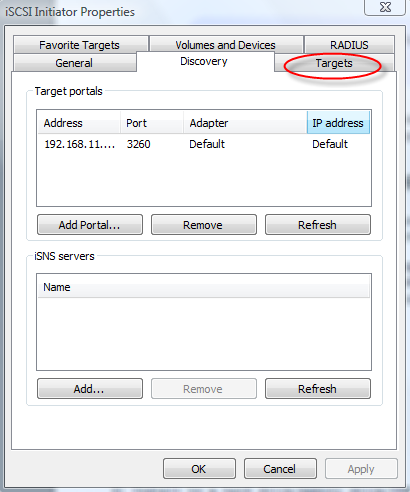 iSCSI Initiator Properties
Favorite Targets Volumes and Devices RADIUS
General Discovery Targets
Target portals
Address Port Adapter IP address
192.168.11.... 3260 Default Default
Add Portal... Remove Refresh
iSNS servers
Name
Add... Remove Refresh
OK Cancel Apply